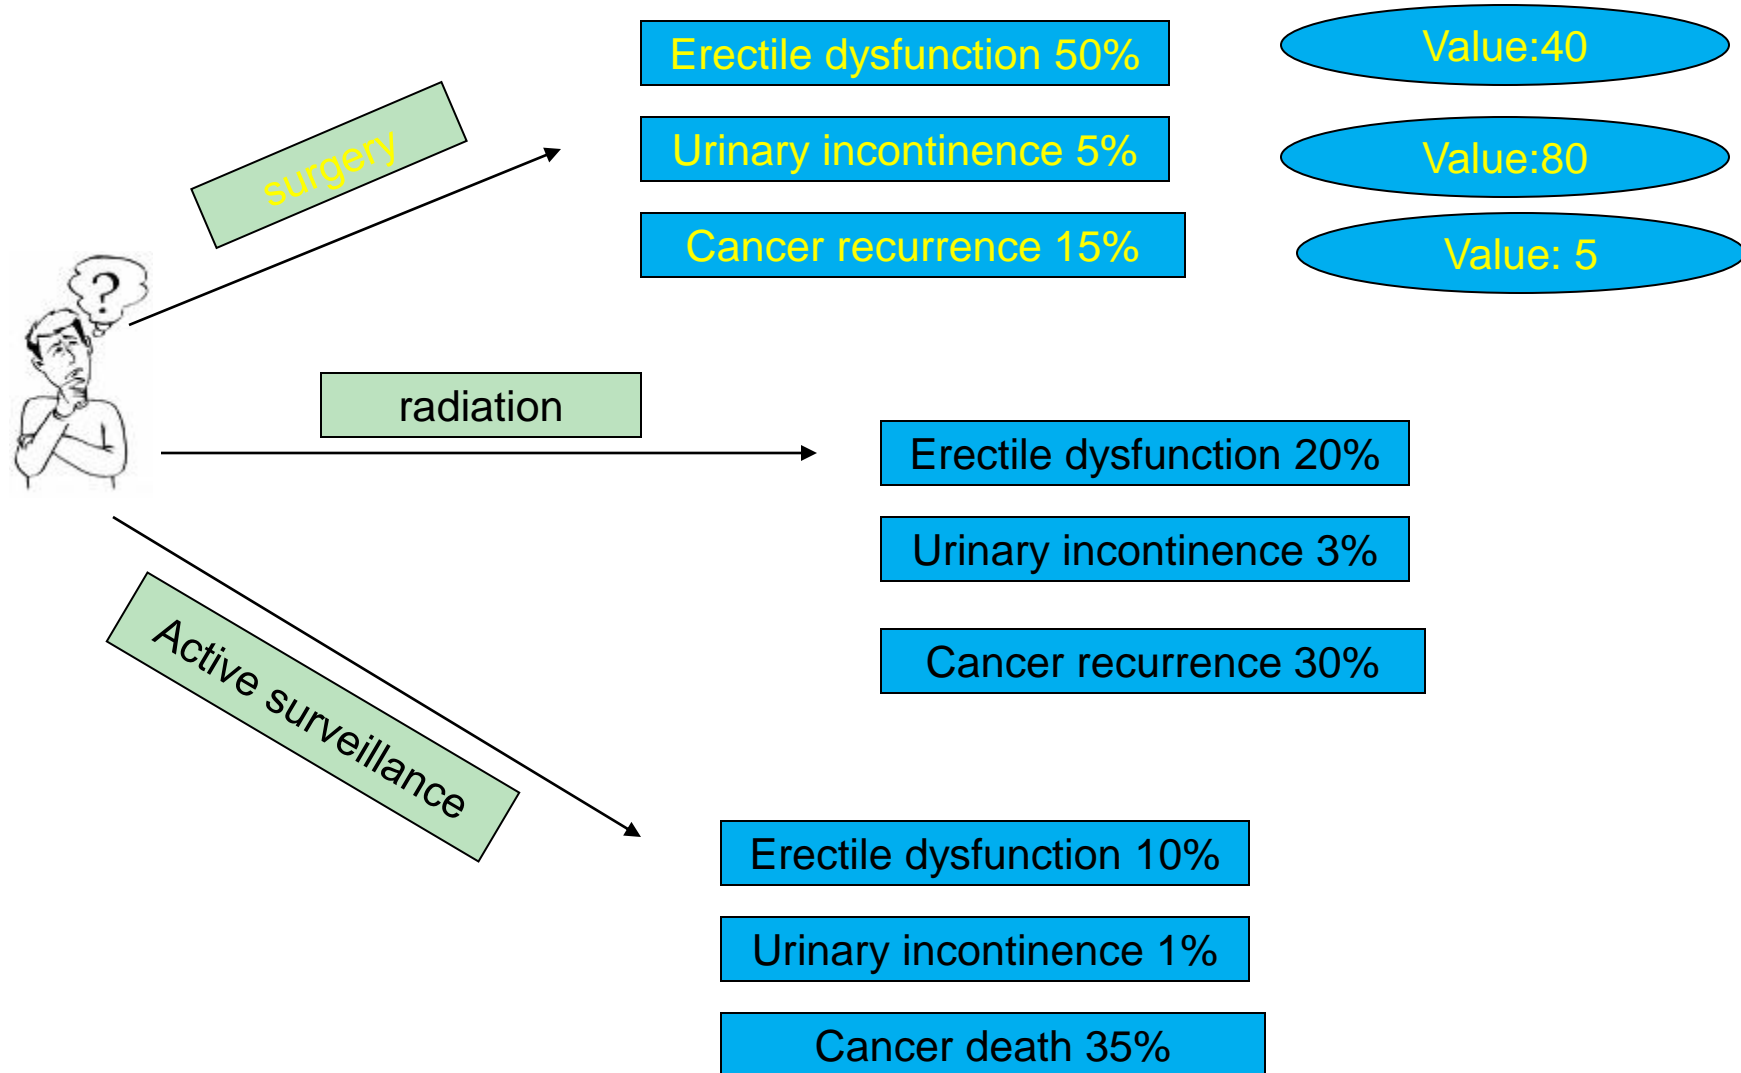 surgery
Erectile dysfunction 50%
Value:40
Urinary incontinence 5%
Value:80
Cancer recurrence 15%
Value: 5
?
radiation
Erectile dysfunction 20%
Urinary incontinence 3%
Cancer recurrence 30%
Active surveillance
Erectile dysfunction 10%
Urinary incontinence 1%
Cancer death 35%